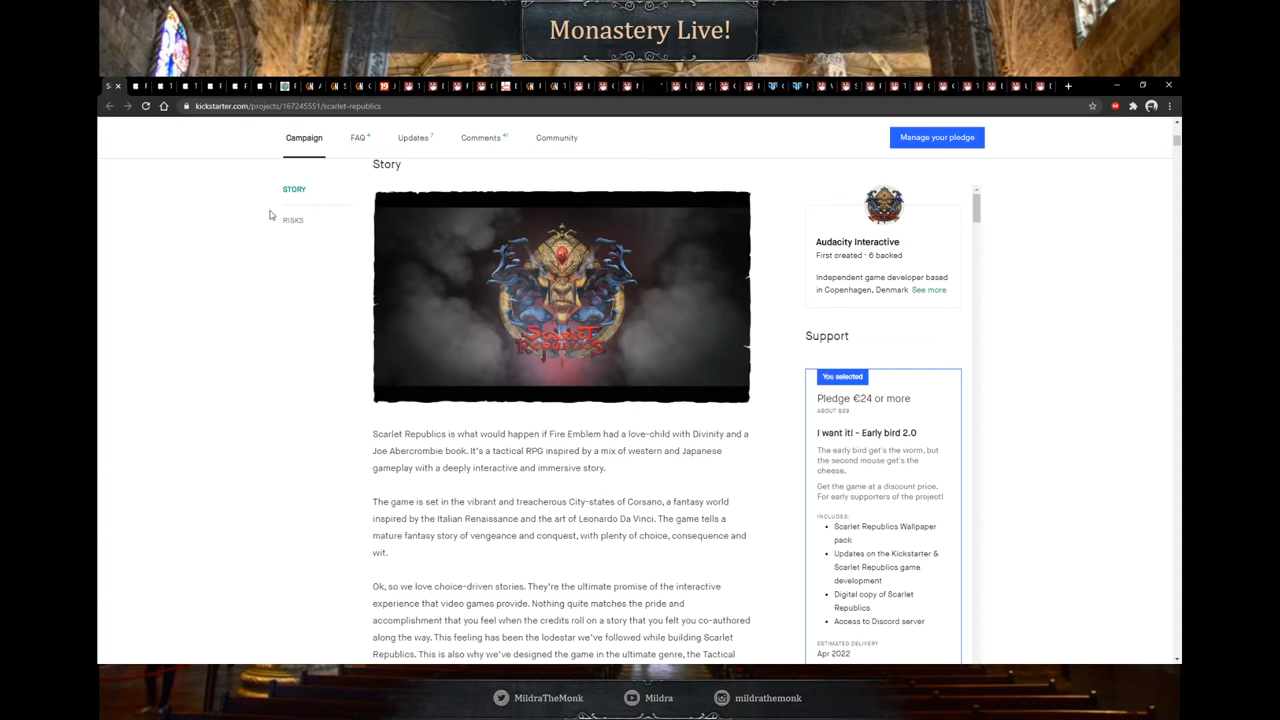 Monastery Live!
kickstarter.com/projects/167245551/scarlet-republics
Campaign
FAQ 4
Updates 7
Comments 41
Community
Manage your pledge
Story
STORY
RISKS
SCARLET
REPUBLICS
Audacity Interactive
First created · 6 backed
Independent game developer based
in Copenhagen, Denmark See more
Support
You selected
Pledge €24 or more
ABOUT $29
I want it! - Early bird 2.0
The early bird get's the worm, but
the second mouse get's the
cheese.
Get the game at a discount price.
For early supporters of the project!
INCLUDES:
• Scarlet Republics Wallpaper
pack
• Updates on the Kickstarter &
Scarlet Republics game
development
• Digital copy of Scarlet
Republics
• Access to Discord server
ESTIMATED DELIVERY
Apr 2022
Scarlet Republics is what would happen if Fire Emblem had a love-child with Divinity and a
Joe Abercrombie book. It's a tactical RPG inspired by a mix of western and Japanese
gameplay with a deeply interactive and immersive story.
The game is set in the vibrant and treacherous City-states of Corsano, a fantasy world
inspired by the Italian Renaissance and the art of Leonardo Da Vinci. The game tells a
mature fantasy story of vengeance and conquest, with plenty of choice, consequence and
wit.
Ok, so we love choice-driven stories. They're the ultimate promise of the interactive
experience that video games provide. Nothing quite matches the pride and
accomplishment that you feel when the credits roll on a story that you felt you co-authored
along the way. This feeling has been the lodestar we've followed while building Scarlet
Republics. This is also why we've designed the game in the ultimate genre, the Tactical
MildraTheMonk
Mildra
mildrathemonk